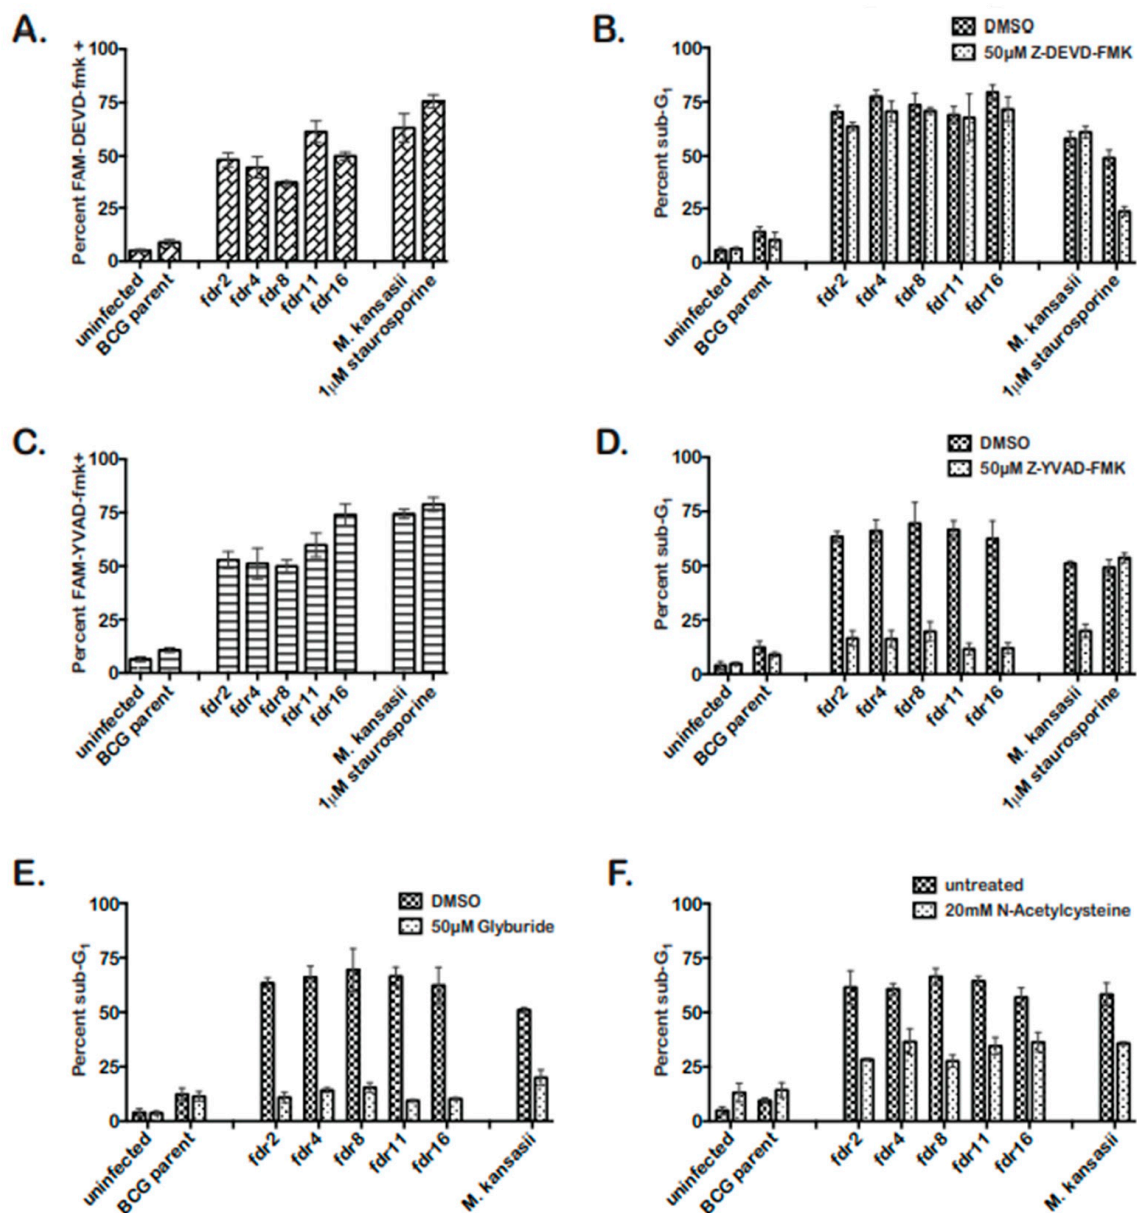 A.
Percent FAM-DEVD-fmk +
100
75
50
25
0
uninfected
BCG parent
fdr2
fdr4
fdr8
fdr11
fdr16
M. kansasii
1µM staurosporine
B.
DMSO
50µM Z-DEVD-FMK
Percent sub-G1
100
75
50
25
0
uninfected
BCG parent
fdr2
fdr4
fdr8
fdr11
fdr16
M. kansasii
1µM staurosporine
C.
Percent FAM-YVAD-fmk+
100
75
50
25
0
uninfected
BCG parent
fdr2
fdr4
fdr8
fdr11
fdr16
M. kansasii
1µM staurosporine
D.
DMSO
50µM Z-YVAD-FMK
Percent sub-G1
100
75
50
25
0
uninfected
BCG parent
fdr2
fdr4
fdr8
fdr11
fdr16
M. kansasii
1µM staurosporine
E.
DMSO
50µM Glyburide
Percent sub-G1
100
75
50
25
0
uninfected
BCG parent
fdr2
fdr4
fdr8
fdr11
fdr16
M. kansasii
F.
untreated
20mM N-Acetylcysteine
Percent sub-G1
100
75
50
25
0
uninfected
BCG parent
fdr2
fdr4
fdr8
fdr11
fdr16
M. kansasii